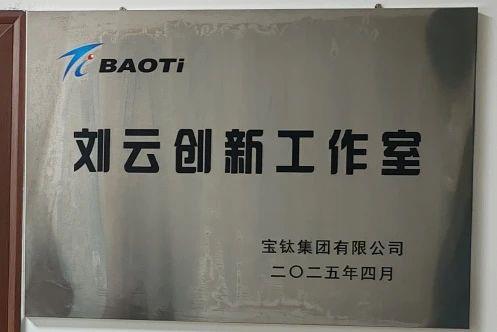 BAOTi
刘云创新工作室
宝钛集团有限公司
二〇二五年四月